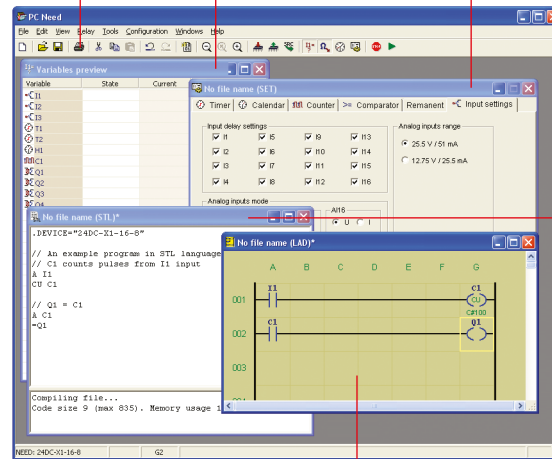 PC Need
File Edit View Relay Tools Configuration Windows Help
Variables preview
Variable State Current
I1
I2
I3
T1
T2
H1
C1
Q1
Q2
Q3
Q4
No file name (SET)
Timer Calendar Counter Comparator Remanent Input settings
Input delay settings
I1 I5 I9 I13
I2 I6 I10 I14
I3 I7 I11 I15
I4 I8 I12 I16
Analog inputs range
25.5 V / 51 mA
12.75 V / 25.5 mA
Analog inputs mode
AI16
U I
No file name (STL)*
.DEVICE="24DC-X1-16-8"
// An example program in STL language
// C1 counts pulses from I1 input
A I1
CU C1
// Q1 = C1
A C1
=Q1
Compiling file...
Code size 9 (max 835). Memory usage 1
No file name (LAD)*
A B C D E F G
001 I1 C1
CU
C#100
002 C1 Q1
003
004
NEED: 24DC-X1-16-8 G2